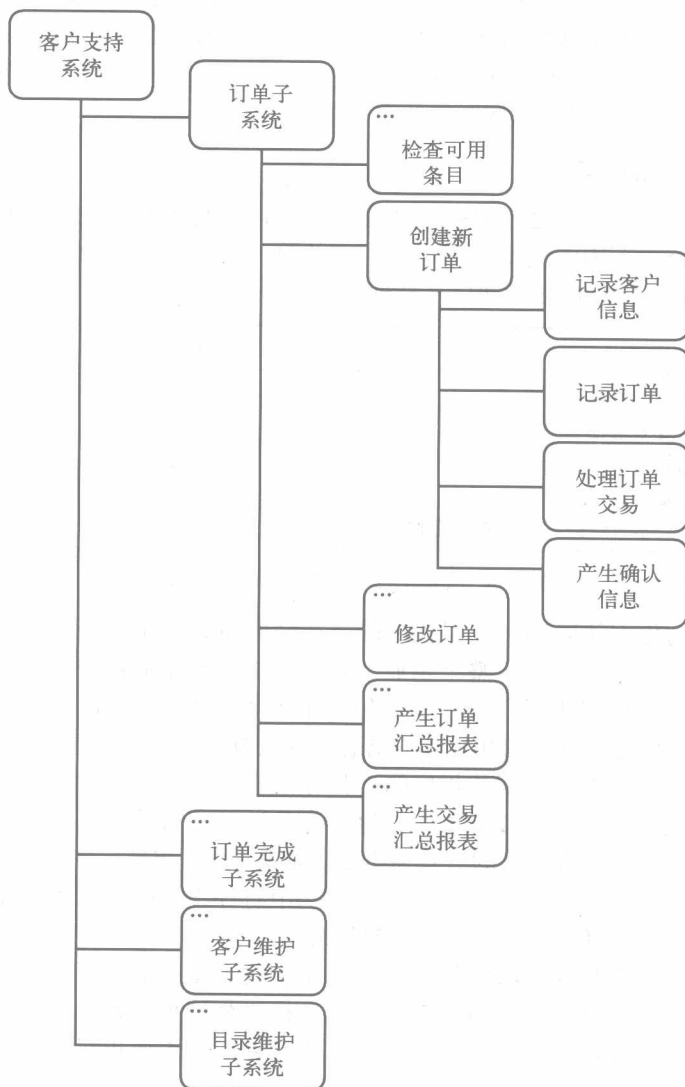 客户支持
系统
订单子
系统
...
检查可用
条目
创建新
订单
记录客户
信息
记录订单
处理订单
交易
产生确认
信息
...
修改订单
...
产生订单
汇总报表
...
产生交易
汇总报表
...
订单完成
子系统
...
客户维护
子系统
...
目录维护
子系统